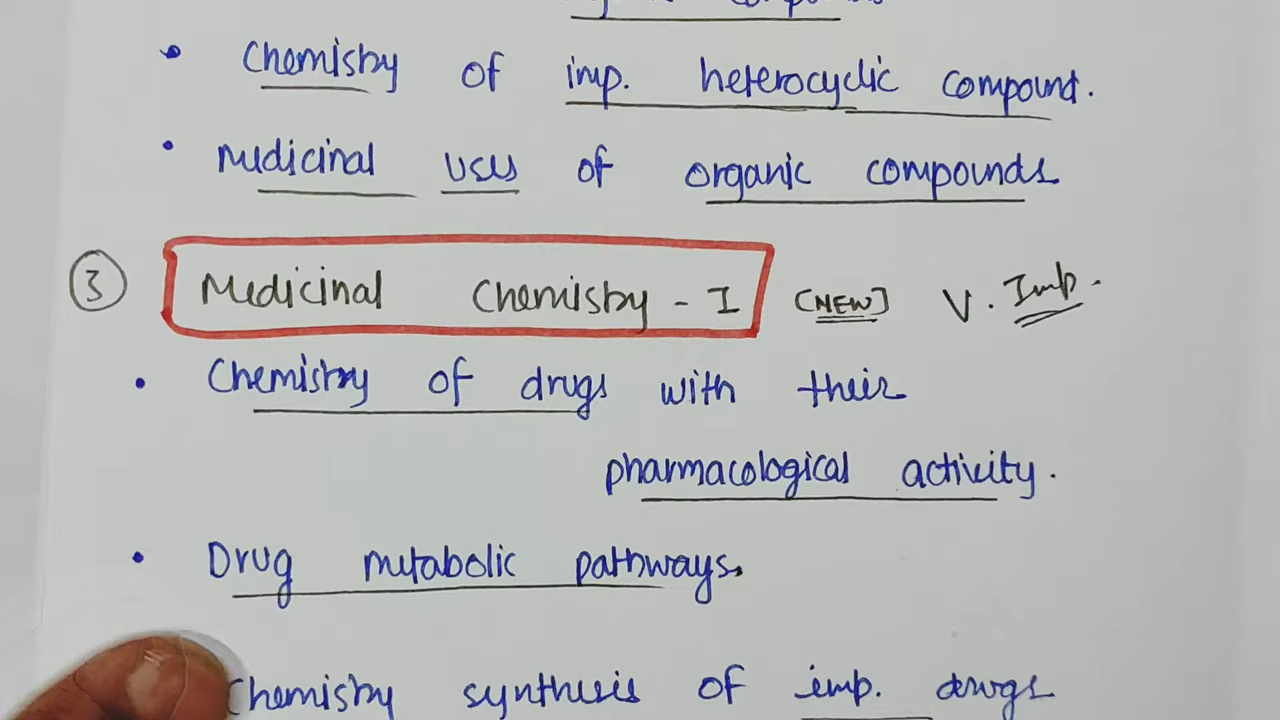 • Chemistry of imp. heterocyclic compound.
• Medicinal uses of organic compounds
③ Medicinal Chemistry - I [NEW] V. Imp.
• Chemistry of drugs with their
pharmacological activity.
• Drug metabolic pathways.
Chemistry synthesis of imp. drugs